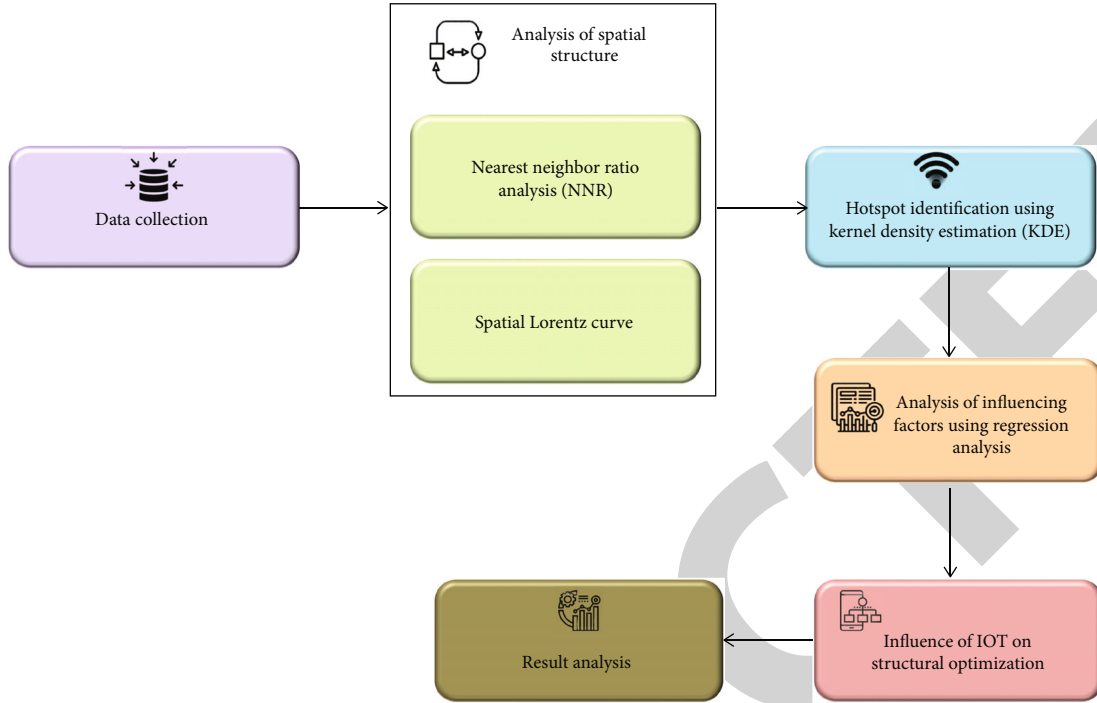 Analysis of spatial
structure
Nearest neighbor ratio
analysis (NNR)
Spatial Lorentz curve
Data collection
Hotspot identification using
kernel density estimation (KDE)
Analysis of influencing
factors using regression
analysis
Influence of IOT on
structural optimization
Result analysis